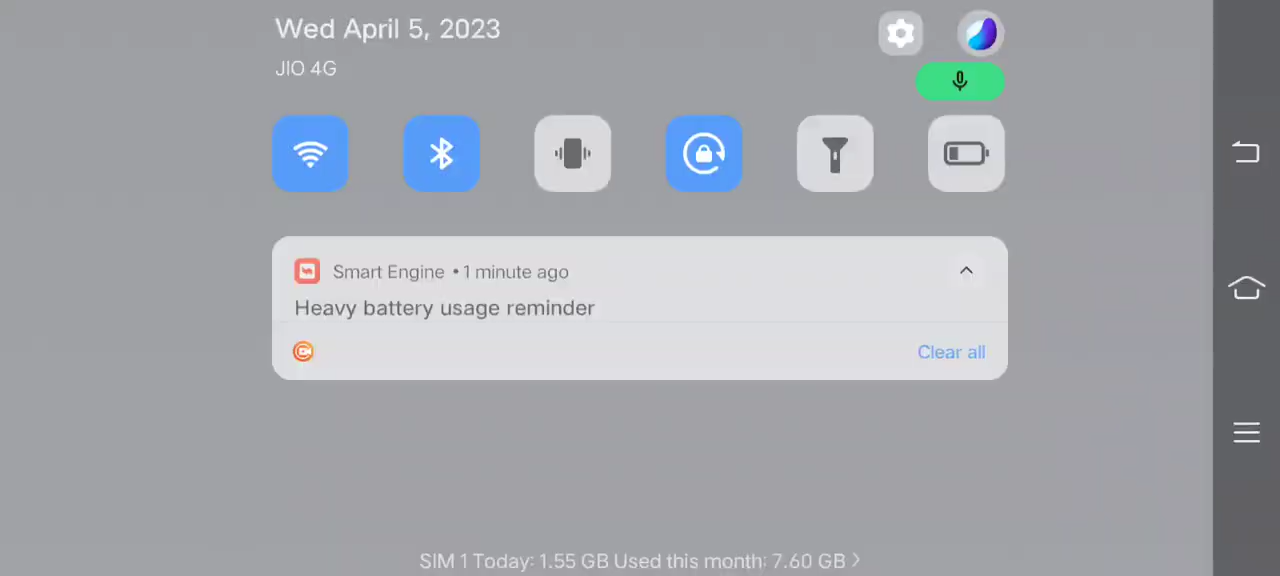 Wed April 5, 2023
JIO 4G
Smart Engine • 1 minute ago
Heavy battery usage reminder
Clear all
SIM 1 Today: 1.55 GB Used this month: 7.60 GB